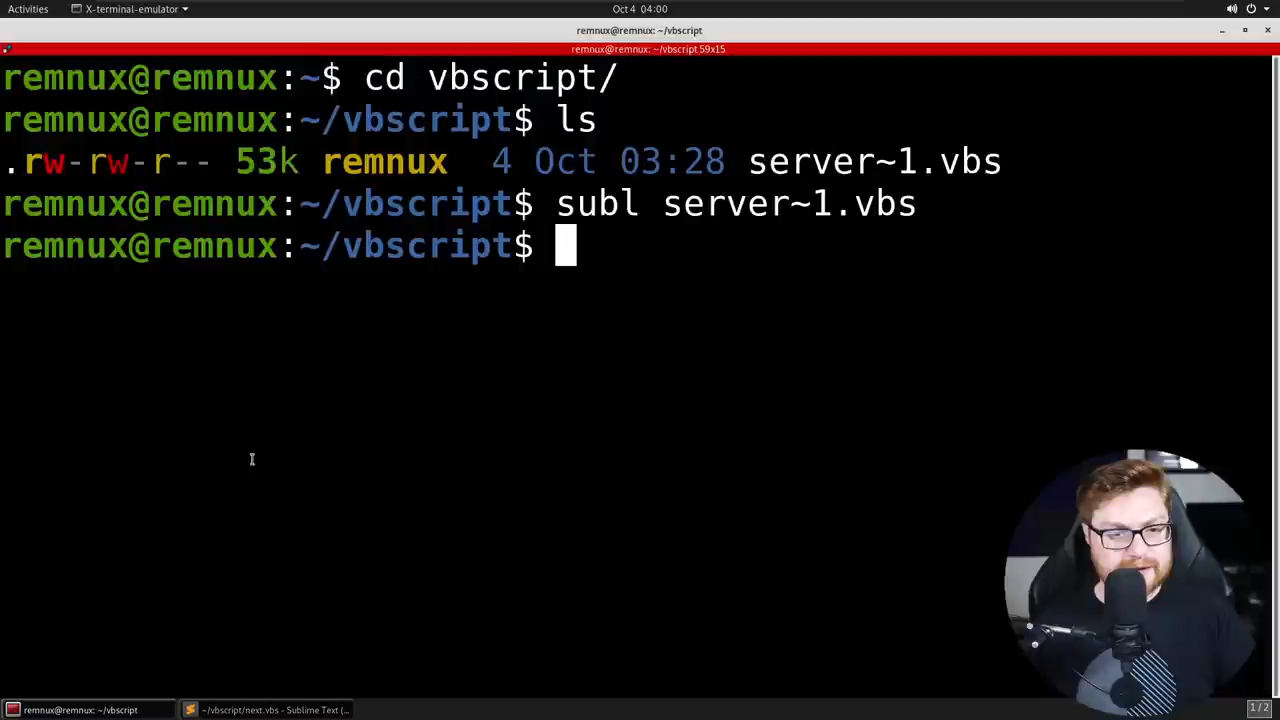 Activities X-terminal-emulator Oct 4 04:00
remnux@remnux: ~/vbscript
remnux@remnux: ~/vbscript 59x15
remnux@remnux:~$ cd vbscript/
remnux@remnux:~/vbscript$ ls
.rw-rw-r-- 53k remnux 4 Oct 03:28 server~1.vbs
remnux@remnux:~/vbscript$ subl server~1.vbs
remnux@remnux:~/vbscript$
remnux@remnux: ~/vbscript ~/vbscript/next.vbs - Sublime Text (... 1/2